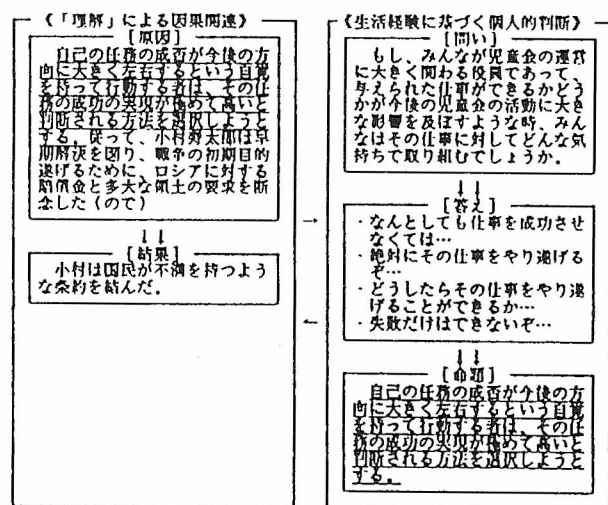 《「理解」による因果関連》
[原因]
自己の任務の成否が今後の方
向に大きく左右するという自覚
を持って行動する者は、その任
務の成功の実現が極めて高いと
判断される方法を選択しようと
する。従って、小村寿太郎は早
期解決を図り、戦争の初期目的
遂げるために、ロシアに対する
賠償金と多大な領土の要求を断
念した(ので)
↓↓
[結果]
小村は国民が不満を持つよう
な条約を結んだ。
→
←
《生活経験に基づく個人的判断》
[問い]
もし、みんなが児童会の運営
に大きく関わる役員であって、
与えられた仕事ができるかどう
かが今後の児童会の活動に大き
な影響を及ぼすような時、みん
なはその仕事に対してどんな気
持ちで取り組むでしょうか。
↓↓
[答え]
・なんとしても仕事を成功させ
なくては…
・絶対にその仕事をやり遂げる
ぞ…
・どうしたらその仕事をやり遂
げることができるか…
・失敗だけはできないぞ…
↓↓
[命題]
自己の任務の成否が今後の方
向に大きく左右するという自覚
を持って行動する者は、その任
務の成功の実現が極めて高いと
判断される方法を選択しようと
する。